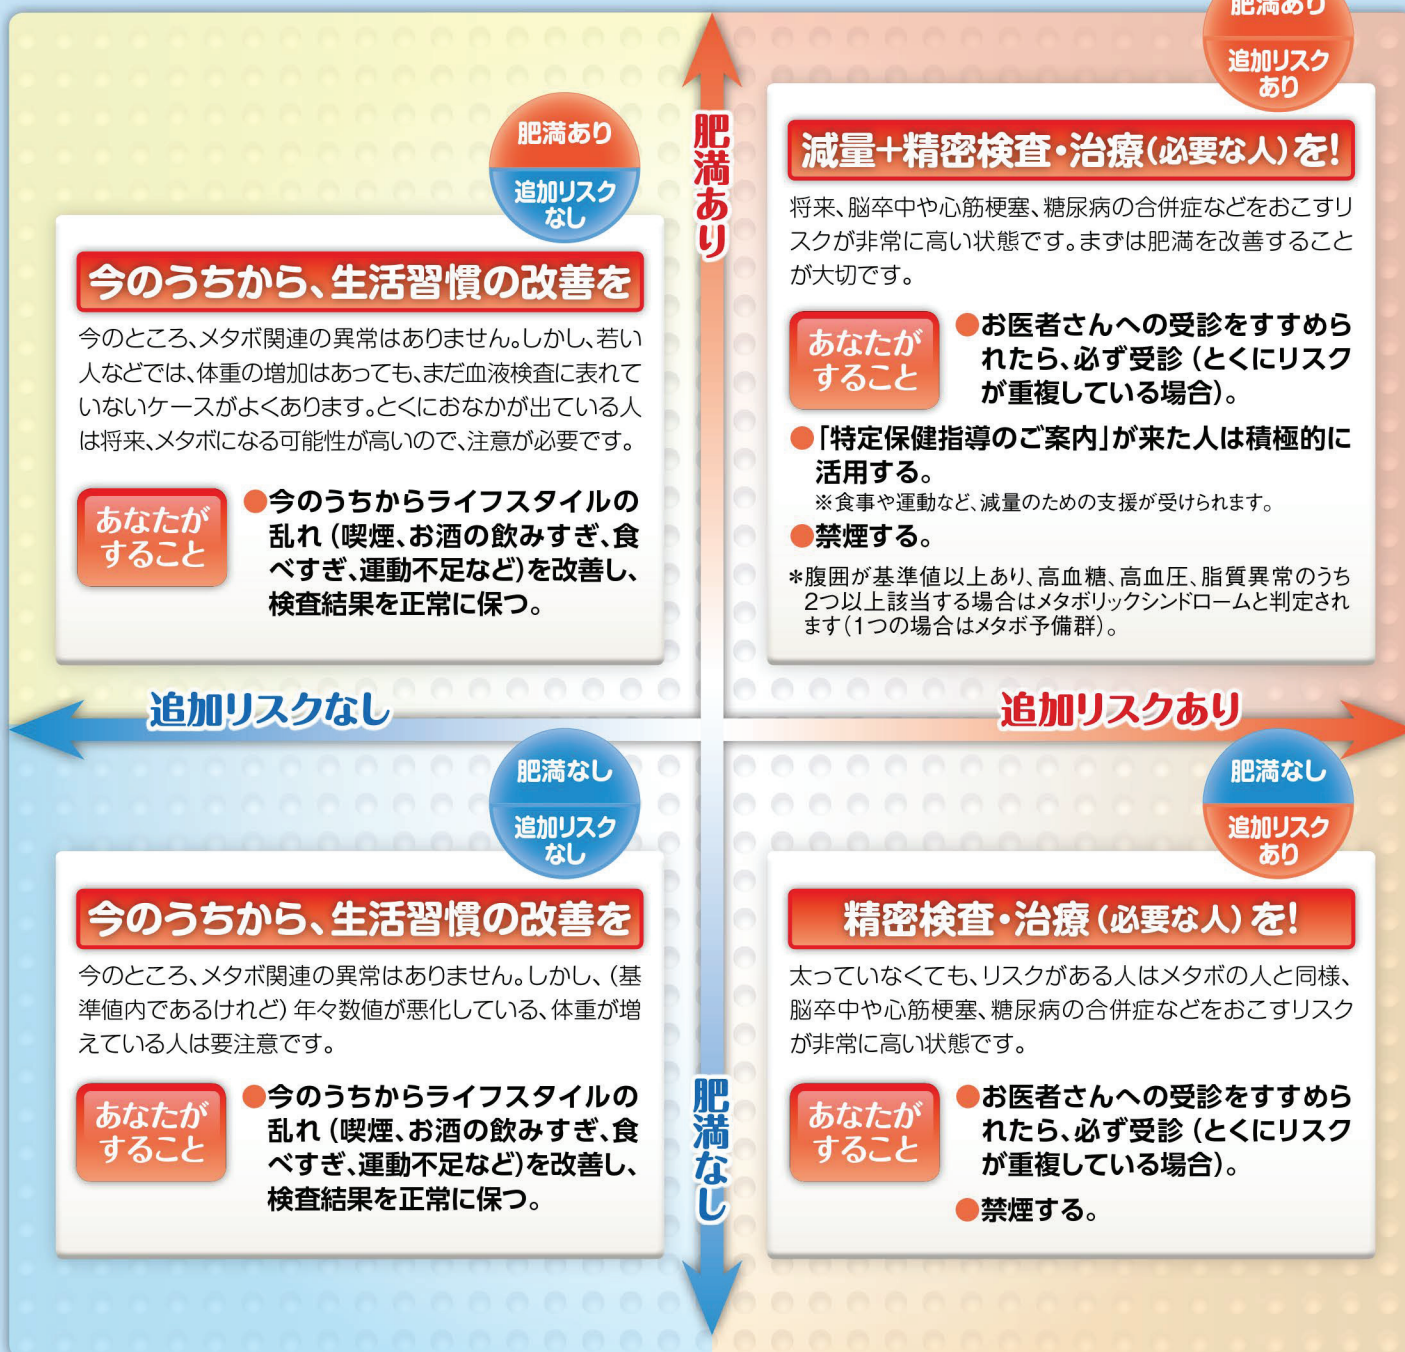 肥満あり
追加リスク
なし
今のうちから、生活習慣の改善を
今のところ、メタボ関連の異常はありません。しかし、若い
人などでは、体重の増加はあっても、まだ血液検査に表れて
いないケースがよくあります。とくにおなかが出ている人
は将来、メタボになる可能性が高いので、注意が必要です。
あなたが
すること
●今のうちからライフスタイルの
乱れ(喫煙、お酒の飲みすぎ、食
べすぎ、運動不足など)を改善し、
検査結果を正常に保つ。
肥満あり
肥満あり
追加リスク
あり
減量+精密検査・治療(必要な人)を!
将来、脳卒中や心筋梗塞、糖尿病の合併症などをおこすリ
スクが非常に高い状態です。まずは肥満を改善すること
が大切です。
あなたが
すること
●お医者さんへの受診をすすめら
れたら、必ず受診(とくにリスク
が重複している場合)。
●「特定保健指導のご案内」が来た人は積極的に
活用する。
※食事や運動など、減量のための支援が受けられます。
●禁煙する。
*腹囲が基準値以上あり、高血糖、高血圧、脂質異常のうち
2つ以上該当する場合はメタボリックシンドロームと判定され
ます(1つの場合はメタボ予備群)。
追加リスクなし
追加リスクあり
肥満なし
追加リスク
なし
今のうちから、生活習慣の改善を
今のところ、メタボ関連の異常はありません。しかし、(基
準値内であるけれど)年々数値が悪化している、体重が増
えている人は要注意です。
あなたが
すること
●今のうちからライフスタイルの
乱れ(喫煙、お酒の飲みすぎ、食
べすぎ、運動不足など)を改善し、
検査結果を正常に保つ。
肥満なし
肥満なし
追加リスク
あり
精密検査・治療(必要な人)を!
太っていなくても、リスクがある人はメタボの人と同様、
脳卒中や心筋梗塞、糖尿病の合併症などをおこすリスク
が非常に高い状態です。
あなたが
すること
●お医者さんへの受診をすすめら
れたら、必ず受診(とくにリスク
が重複している場合)。
●禁煙する。